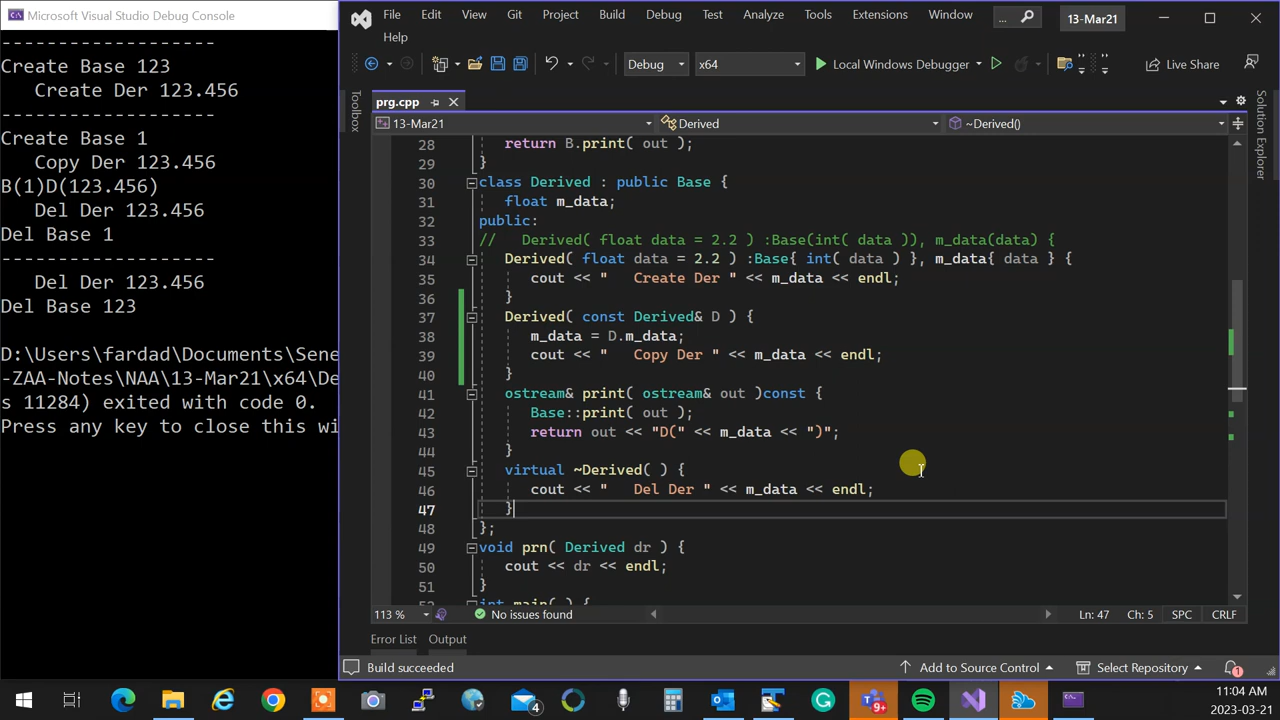 Microsoft Visual Studio Debug Console
-------------------
Create Base 123
Create Der 123.456
-------------------
Create Base 1
Copy Der 123.456
B(1)D(123.456)
Del Der 123.456
Del Base 1
-------------------
Del Der 123.456
Del Base 123
D:\Users\fardad\Documents\Sene
-ZAA-Notes\NAA\13-Mar21\x64\De
s 11284) exited with code 0.
Press any key to close this wi
File Edit View Git Project Build Debug Test Analyze Tools Extensions Window ... 13-Mar21
Help
Debug x64 Local Windows Debugger Live Share
Toolbox
prg.cpp
13-Mar21 Derived ~Derived()
Solution Explorer
28 return B.print( out );
29 }
30 class Derived : public Base {
31 float m_data;
32 public:
33 // Derived( float data = 2.2 ) :Base(int( data )), m_data(data) {
34 Derived( float data = 2.2 ) :Base{ int( data ) }, m_data{ data } {
35 cout << " Create Der " << m_data << endl;
36 }
37 Derived( const Derived& D ) {
38 m_data = D.m_data;
39 cout << " Copy Der " << m_data << endl;
40 }
41 ostream& print( ostream& out )const {
42 Base::print( out );
43 return out << "D(" << m_data << ")";
44 }
45 virtual ~Derived( ) {
46 cout << " Del Der " << m_data << endl;
47 }
48 };
49 void prn( Derived dr ) {
50 cout << dr << endl;
51 }
52 int main( ) {
113 % No issues found Ln: 47 Ch: 5 SPC CRLF
Error List Output
Build succeeded Add to Source Control Select Repository 1
4 9+ 11:04 AM
2023-03-21